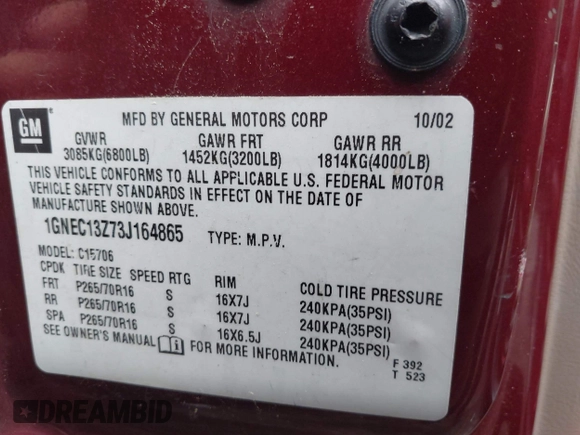 GM
MFD BY GENERAL MOTORS CORP 10/02
GVWR GAWR FRT GAWR RR
3085KG(6800LB) 1452KG(3200LB) 1814KG(4000LB)
THIS VEHICLE CONFORMS TO ALL APPLICABLE U.S. FEDERAL MOTOR
VEHICLE SAFETY STANDARDS IN EFFECT ON THE DATE OF
MANUFACTURE SHOWN ABOVE.
1GNEC13Z73J164865 TYPE: M.P.V.
MODEL: C15706
CPDK TIRE SIZE SPEED RTG RIM COLD TIRE PRESSURE
FRT P265/70R16 S 16X7J 240KPA(35PSI)
RR P265/70R16 S 16X7J 240KPA(35PSI)
SPA P265/70R16 S 16X6.5J 240KPA(35PSI)
SEE OWNER'S MANUAL FOR MORE INFORMATION.
F 392
T 523
DREAMBID